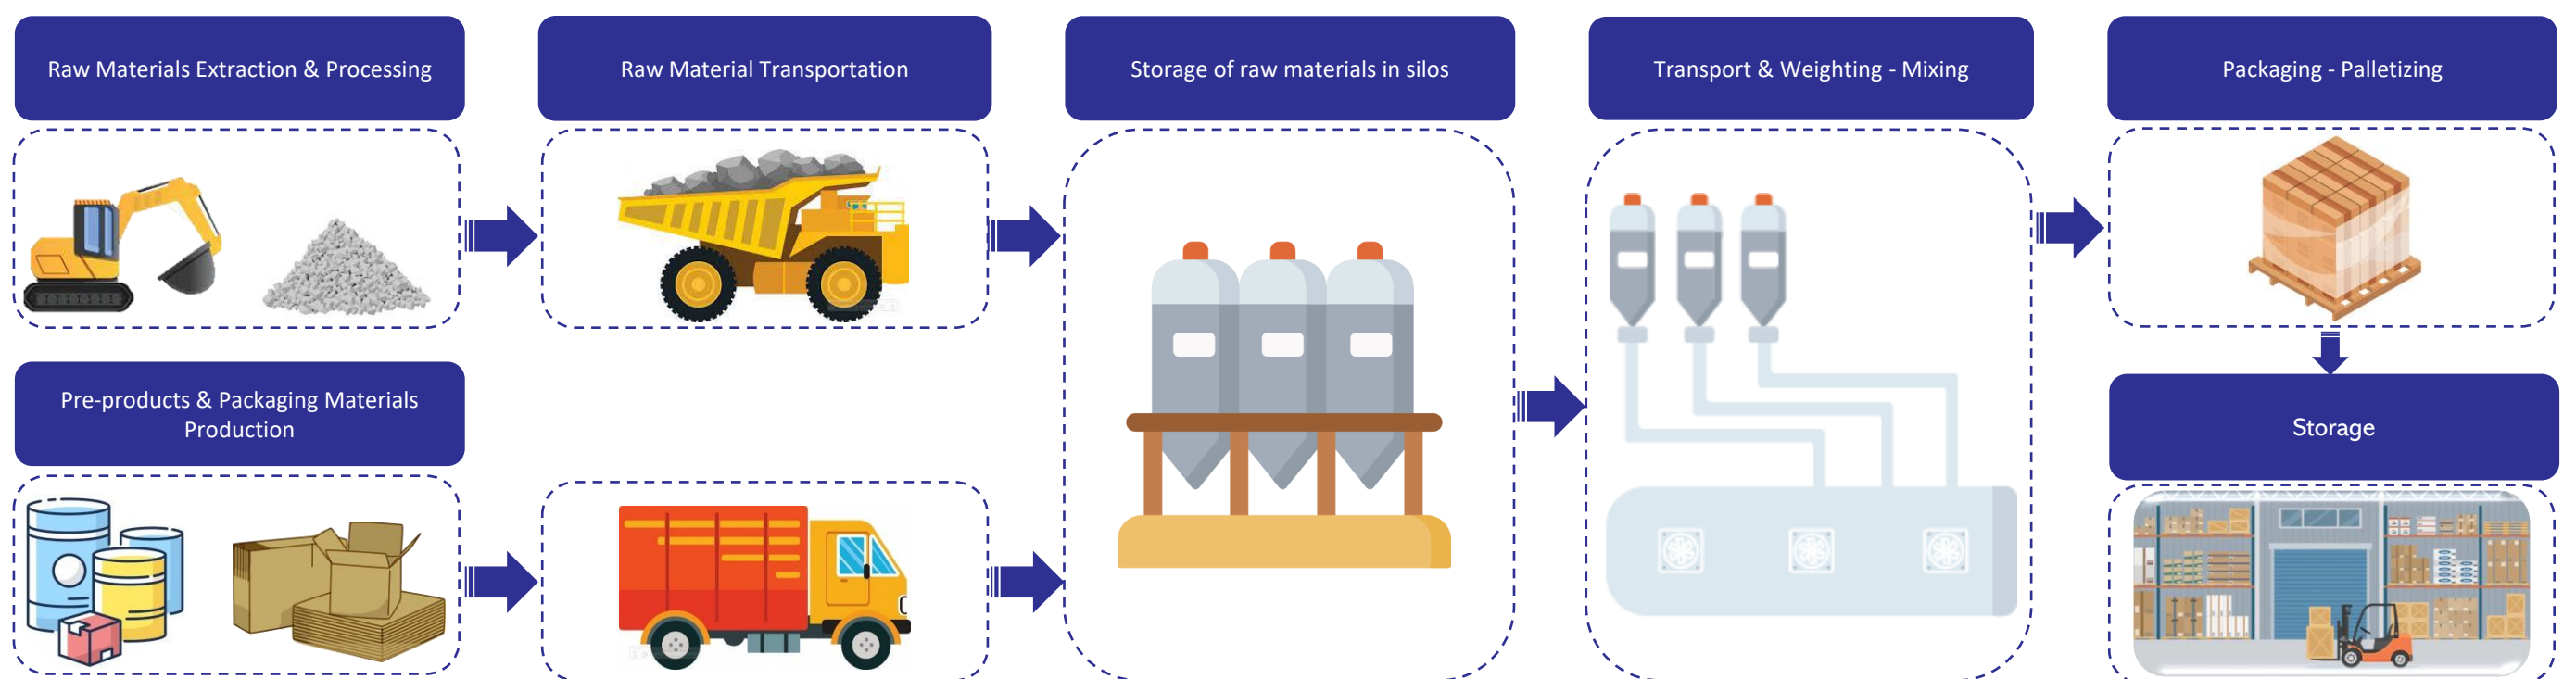 Raw Materials Extraction & Processing
Raw Material Transportation
Storage of raw materials in silos
Transport & Weighting - Mixing
Packaging - Palletizing
Pre-products & Packaging Materials
Production
Storage